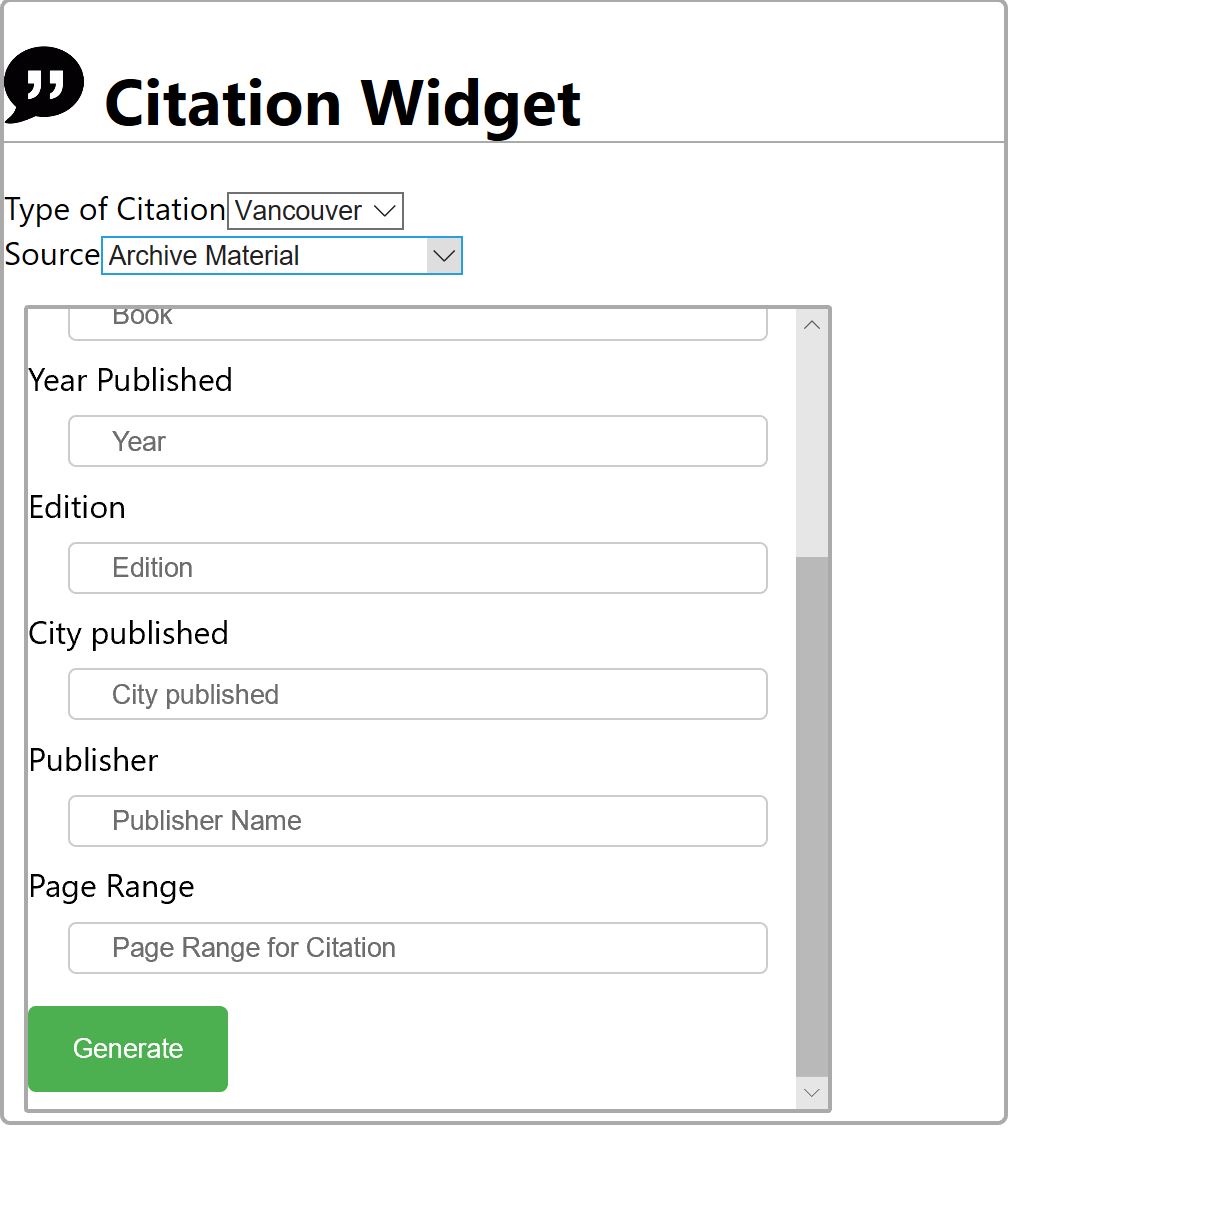 Citation Widget
Type of Citation Vancouver
Source Archive Material
Book
Year Published
Year
Edition
Edition
City published
City published
Publisher
Publisher Name
Page Range
Page Range for Citation
Generate